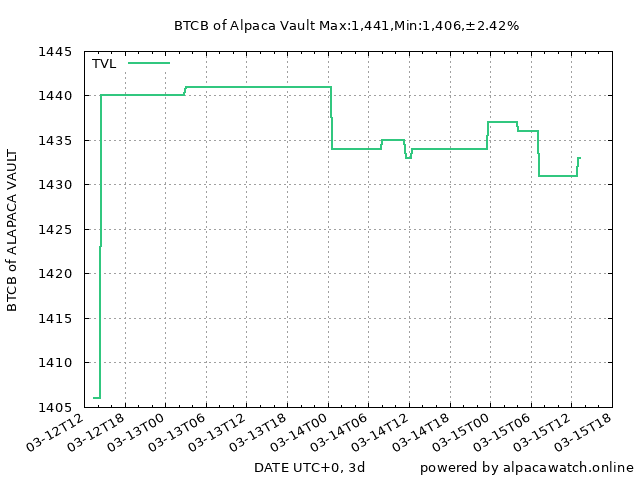 BTCB of Alpaca Vault Max:1,441,Min:1,406,±2.42%
TVL
1445
1440
1435
1430
1425
1420
1415
1410
1405
BTCB of ALAPACA VAULT
03-12T12
03-12T18
03-13T00
03-13T06
03-13T12
03-13T18
03-14T00
03-14T06
03-14T12
03-14T18
03-15T00
03-15T06
03-15T12
03-15T18
DATE UTC+0, 3d
powered by alpacawatch.online